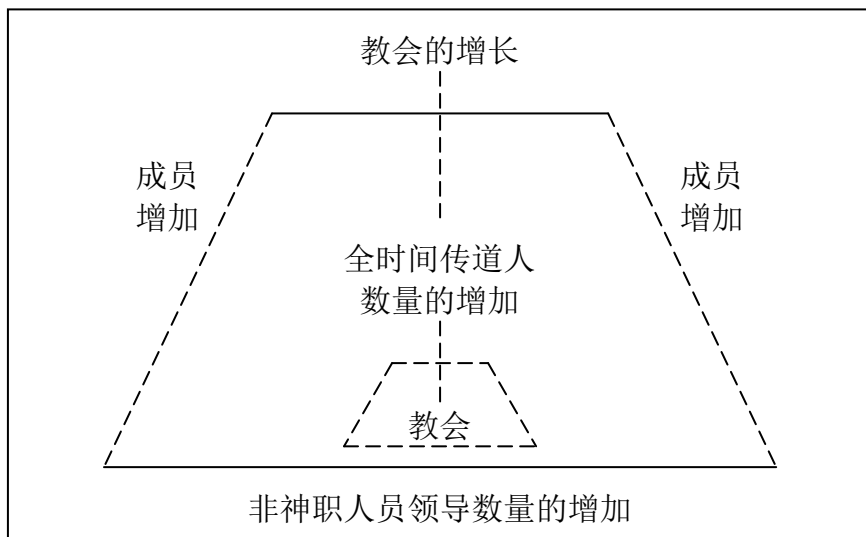 教会的增长
成员
增加
成员
增加
全时间传道人
数量的增加
教会
非神职人员领导数量的增加